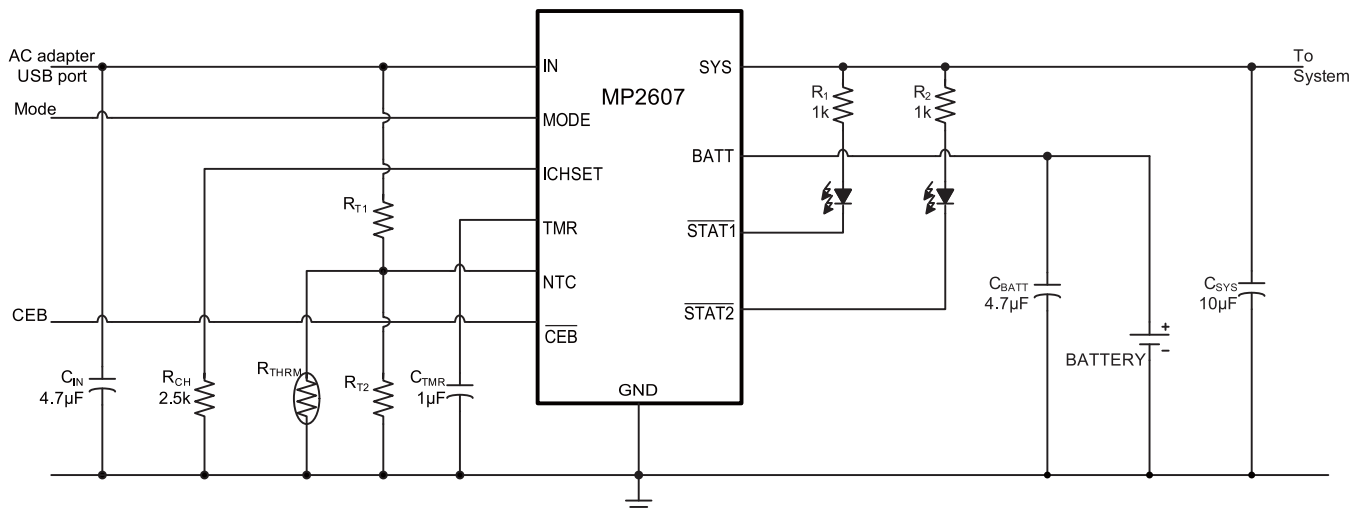 AC adapter
USB port
Mode
CEB
IN
MODE
ICHSET
TMR
NTC
CEB
MP2607
GND
SYS
BATT
STAT1
STAT2
R1
1k
R2
1k
To
System
RT1
CIN
4.7µF
RCH
2.5k
RTHRM
RT2
CTMR
1µF
CBATT
4.7µF
BATTERY
+
−
CSYS
10µF